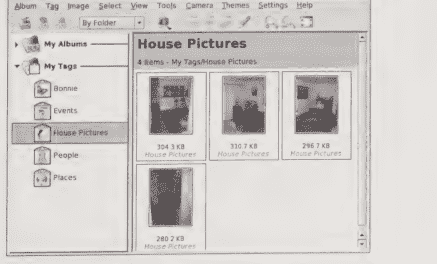 Album Tag Image Select View Tools Camera Themes Settings Help
By Folder
My Albums
My Tags
Bonnie
Events
House Pictures
People
Places
House Pictures
4 items - My Tags/House Pictures
304.3 KB
House Pictures
310.7 KB
House Pictures
296.7 KB
House Pictures
280.2 KB
House Pictures